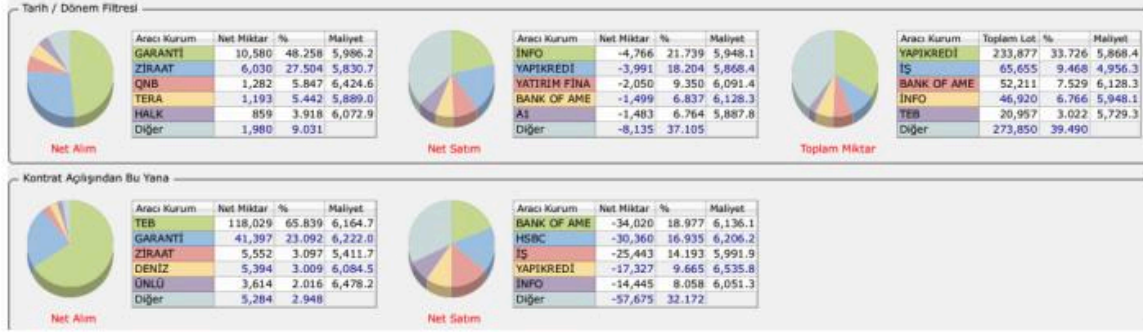 Tarih / Dönem Filtresi
Aracı Kurum Net Miktar % Maliyet
GARANTİ 10,580 48.258 5,986.2
ZİRAAT 6,030 27.504 5,830.7
QNB 1,282 5.847 6,424.6
TERA 1,193 5.442 5,889.0
HALK 859 3.918 6,072.9
Diğer 1,980 9.031
Net Alım
Aracı Kurum Net Miktar % Maliyet
İNFO -4,766 21.739 5,948.1
YAPIKREDİ -3,991 18.204 5,868.4
YATIRIM FİNA -2,050 9.350 6,091.4
BANK OF AME -1,499 6.837 6,128.3
A1 -1,483 6.764 5,887.8
Diğer -8,135 37.105
Net Satım
Aracı Kurum Toplam Lot % Maliyet
YAPIKREDİ 233,877 33.726 5,868.4
İŞ 65,655 9.468 4,956.3
BANK OF AME 52,211 7.529 6,128.3
İNFO 46,920 6.766 5,948.1
TEB 20,957 3.022 5,729.3
Diğer 273,850 39.490
Toplam Miktar
Kontrat Açılışından Bu Yana
Aracı Kurum Net Miktar % Maliyet
TEB 118,029 65.839 6,164.7
GARANTİ 41,397 23.092 6,222.0
ZİRAAT 5,552 3.097 5,411.7
DENİZ 5,394 3.009 6,084.5
ÜNLÜ 3,614 2.016 6,478.2
Diğer 5,284 2.948
Net Alım
Aracı Kurum Net Miktar % Maliyet
BANK OF AME -34,020 18.977 6,136.1
HSBC -30,360 16.935 6,206.2
İŞ -25,443 14.193 5,991.9
YAPIKREDİ -17,327 9.665 6,535.8
İNFO -14,445 8.058 6,051.3
Diğer -57,675 32.172
Net Satım